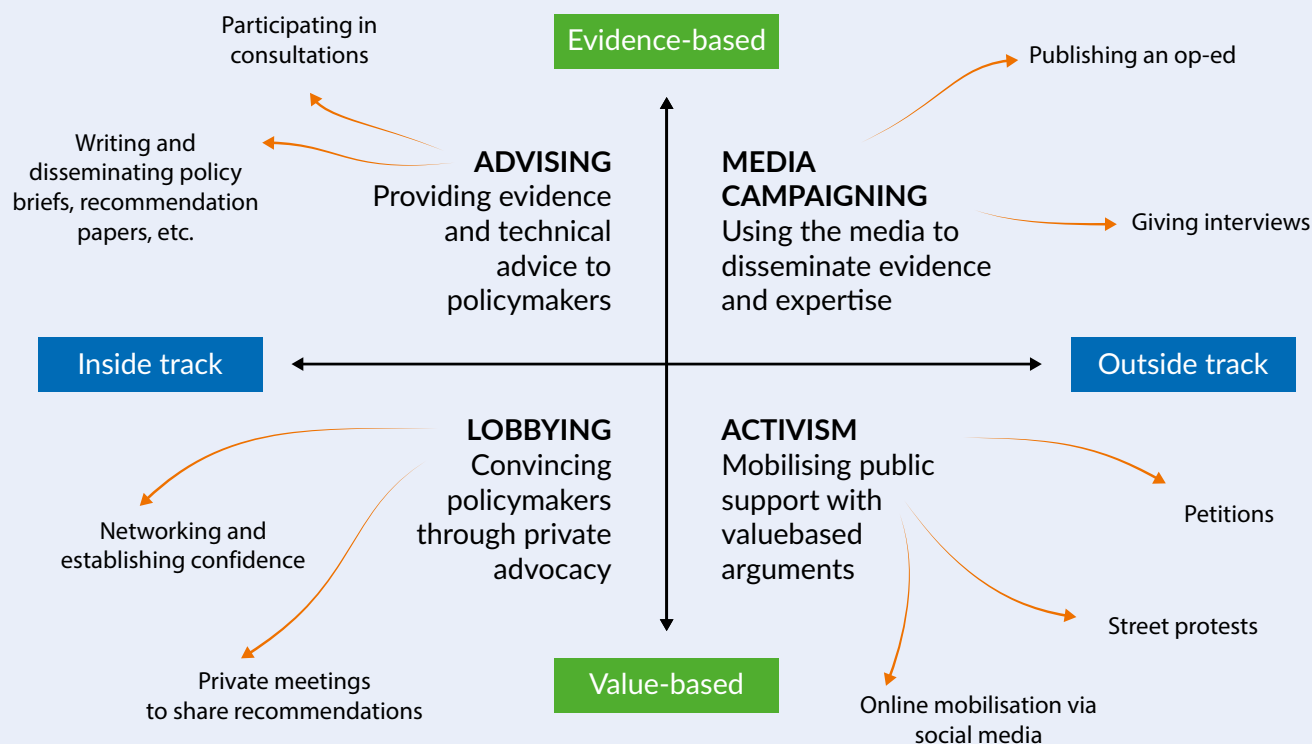 Participating in
consultations
Evidence-based
Publishing an op-ed
Writing and
disseminating policy
briefs, recommendation
papers, etc.
ADVISING
Providing evidence
and technical
advice to
policymakers
MEDIA
CAMPAIGNING
Using the media to
disseminate evidence
and expertise
Giving interviews
Inside track
Outside track
LOBBYING
Convincing
policymakers
through private
advocacy
ACTIVISM
Mobilising public
support with
valuebased
arguments
Networking and
establishing confidence
Petitions
Private meetings
to share recommendations
Value-based
Street protests
Online mobilisation via
social media